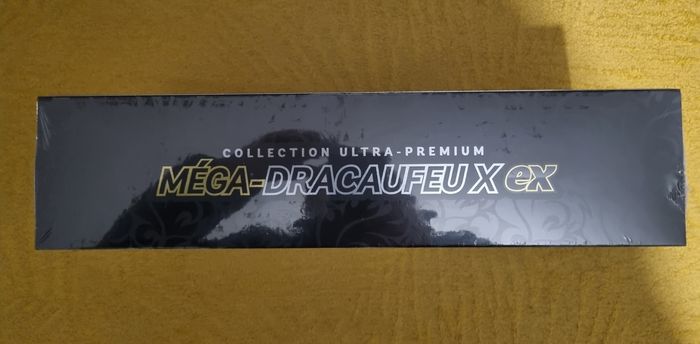 COLLECTION ULTRA-PREMIUM
MÉGA-DRACAUFEU X ex